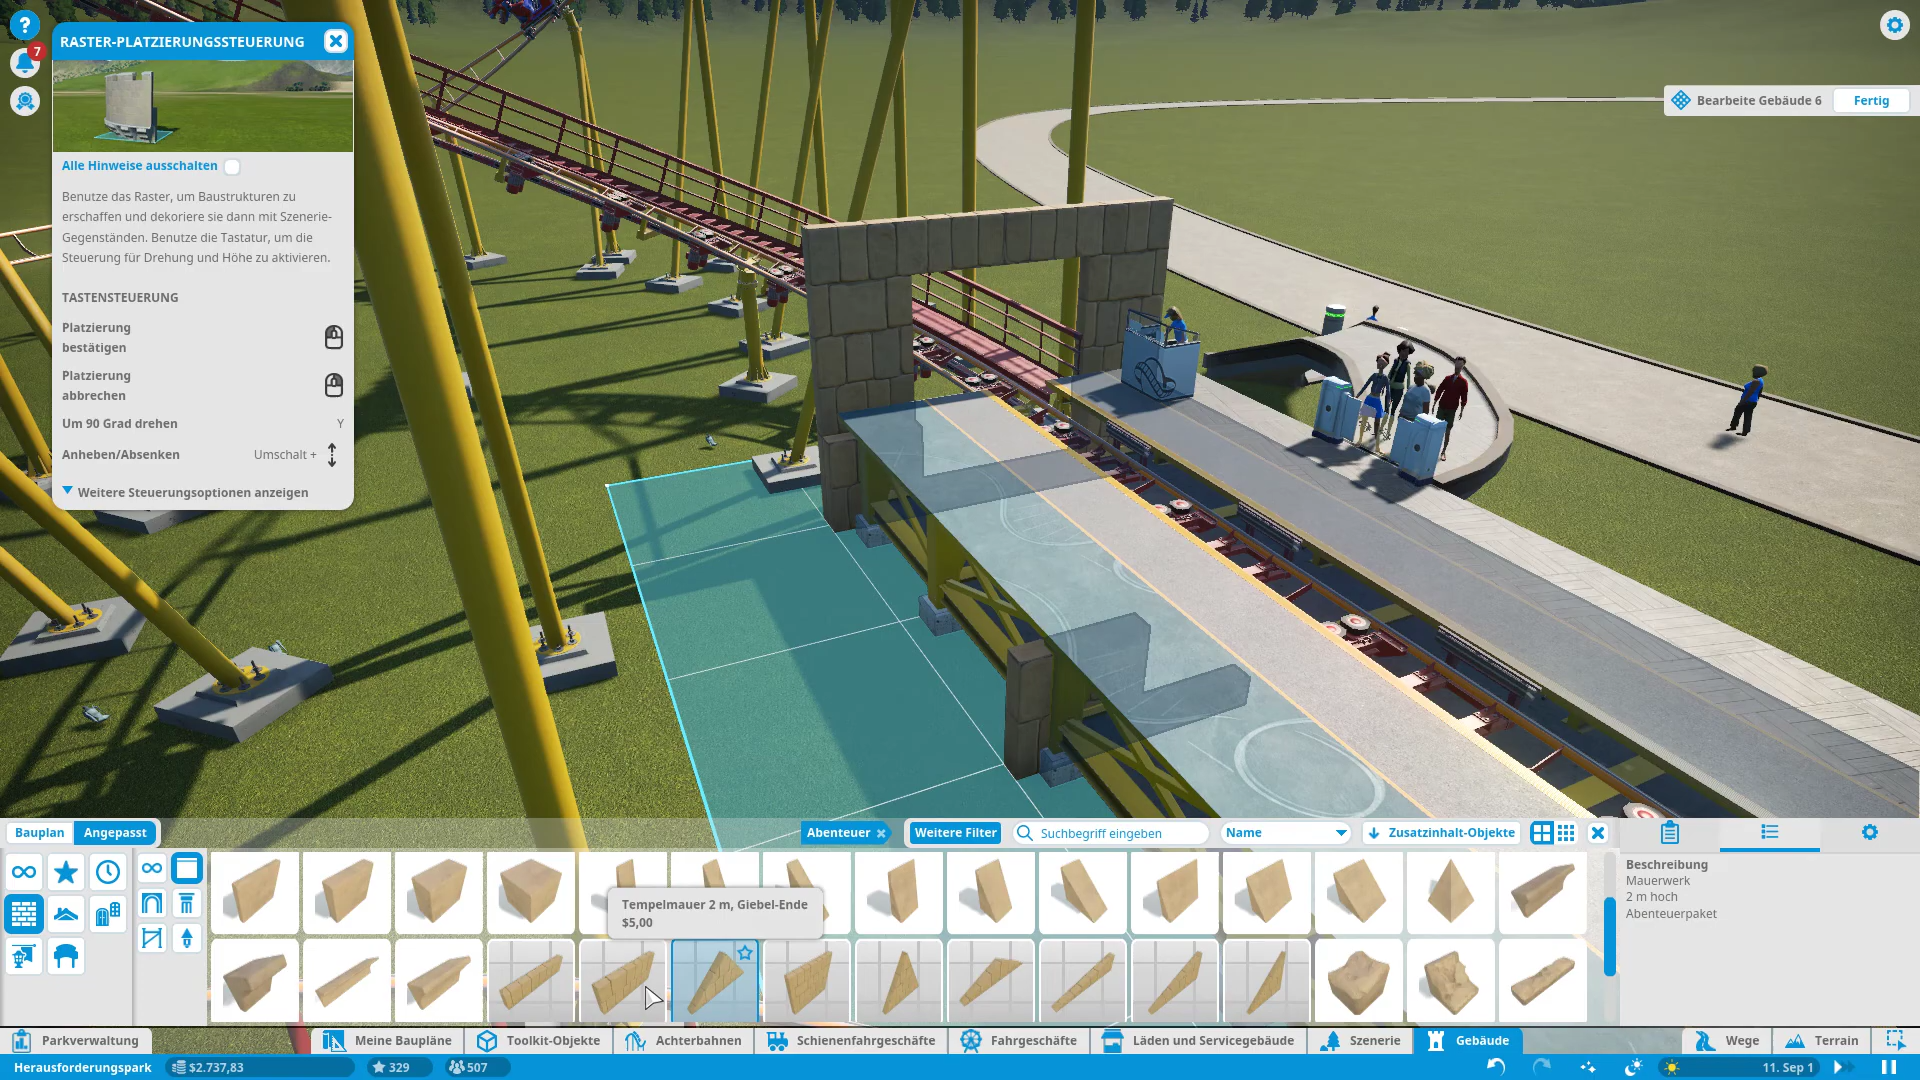 RASTER-PLATZIERUNGSSTEUERUNG
7
Alle Hinweise ausschalten
Benutze das Raster, um Baustrukturen zu
erschaffen und dekoriere sie dann mit Szenerie-
Gegenständen. Benutze die Tastatur, um die
Steuerung für Drehung und Höhe zu aktivieren.
TASTENSTEUERUNG
Platzierung
bestätigen
Platzierung
abbrechen
Um 90 Grad drehen Y
Anheben/Absenken Umschalt +
Weitere Steuerungsoptionen anzeigen
Bearbeite Gebäude 6 Fertig
Bauplan Angepasst Abenteuer Weitere Filter Suchbegriff eingeben Name Zusatzinhalt-Objekte
Tempelmauer 2 m, Giebel-Ende
$5,00
Beschreibung
Mauerwerk
2 m hoch
Abenteuerpaket
Parkverwaltung Meine Baupläne Toolkit-Objekte Achterbahnen Schienenfahrgeschäfte Fahrgeschäfte Läden und Servicegebäude Szenerie Gebäude Wege Terrain
Herausforderungspark $2.737,83 329 507 11. Sep 1